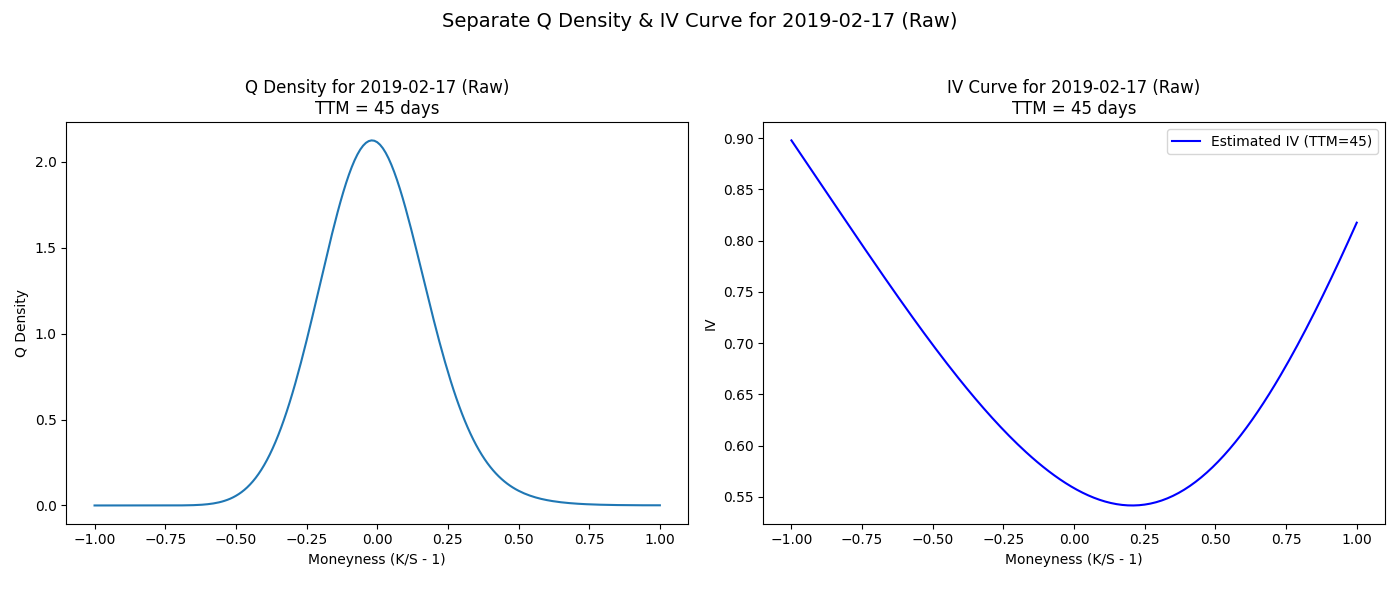 Separate Q Density & IV Curve for 2019-02-17 (Raw)
Q Density for 2019-02-17 (Raw)
TTM = 45 days
Q Density
2.0
1.5
1.0
0.5
0.0
−1.00 −0.75 −0.50 −0.25 0.00 0.25 0.50 0.75 1.00
Moneyness (K/S - 1)
IV Curve for 2019-02-17 (Raw)
TTM = 45 days
Estimated IV (TTM=45)
IV
0.90
0.85
0.80
0.75
0.70
0.65
0.60
0.55
−1.00 −0.75 −0.50 −0.25 0.00 0.25 0.50 0.75 1.00
Moneyness (K/S - 1)